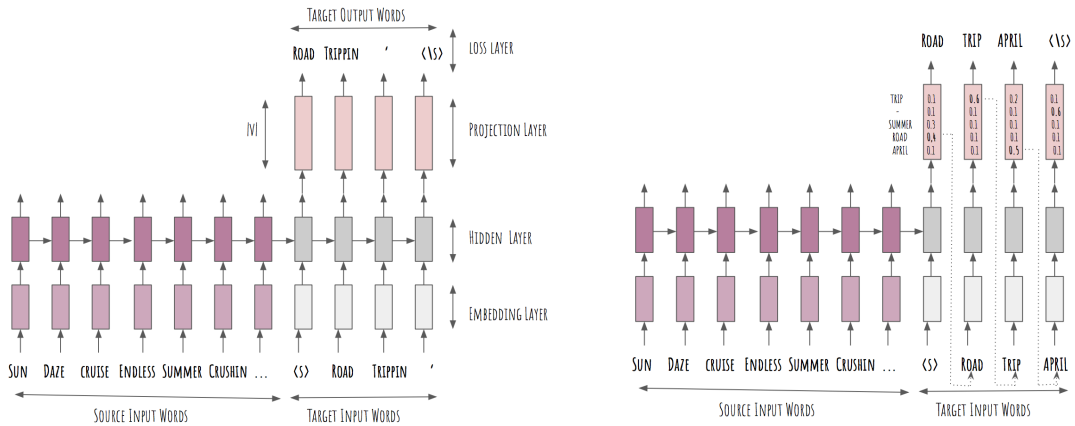 Target Output Words
Road Trippin ' <\s>
Loss layer
|V|
Projection Layer
Hidden Layer
Embedding Layer
Sun Daze cruise Endless Summer Crushin ... <s> Road Trippin '
Source Input Words
Target Input Words
Road Trip April <\s>
Trip 0.1 0.6 0.2 0.1
- 0.1 0.1 0.1 0.6
Summer 0.3 0.1 0.1 0.1
Road 0.4 0.1 0.1 0.1
April 0.1 0.1 0.5 0.1
Sun Daze cruise Endless Summer Crushin ... <s> Road Trip April
Source Input Words
Target Input Words